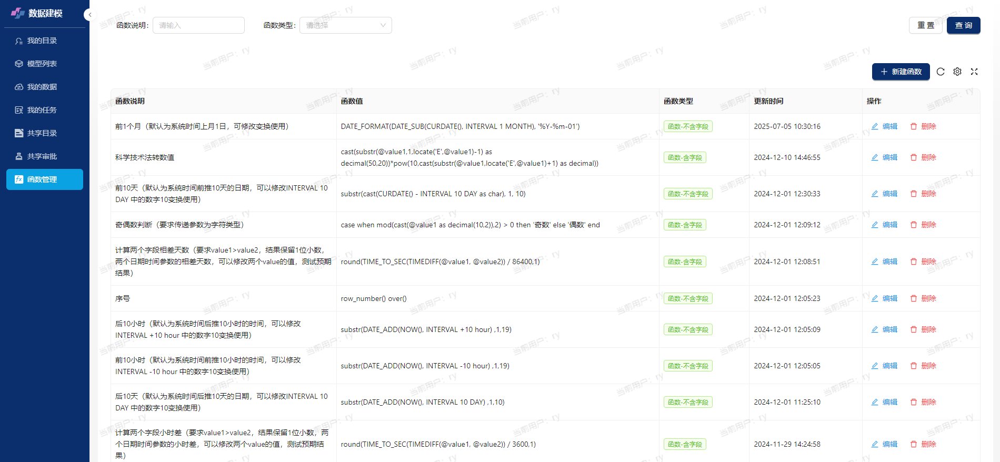 数据建模
我的目录
模型列表
我的数据
我的任务
共享目录
共享审批
函数管理
函数说明: 请输入 函数类型: 请选择 重 置 查 询
新建函数
函数说明 函数值 函数类型 更新时间 操作
前1个月（默认为系统时间上月1日，可修改变换使用） DATE_FORMAT(DATE_SUB(CURDATE(), INTERVAL 1 MONTH), '%Y-%m-01') 函数-不含字段 2025-07-05 10:30:16 编辑 删除
科学技术法转数值 cast(substr(@value1,1,locate('E',@value1)-1) as
decimal(50,20))*pow(10,cast(substr(@value1,locate('E',@value1)+1) as decimal)) 函数-含字段 2024-12-10 14:46:55 编辑 删除
前10天（默认为系统时间前推10天的日期，可以修改INTERVAL 10
DAY 中的数字10变换使用） substr(cast(CURDATE() - INTERVAL 10 DAY as char), 1, 10) 函数-不含字段 2024-12-01 12:30:33 编辑 删除
奇偶数判断（要求传递参数为字符类型） case when mod(cast(@value1 as decimal(10,2)),2) > 0 then '奇数' else '偶数' end 函数-含字段 2024-12-01 12:09:12 编辑 删除
计算两个字段相差天数（要求value1>value2，结果保留1位小数，
两个日期时间参数的相差天数，可以修改两个value的值，测试预期
结果） round(TIME_TO_SEC(TIMEDIFF(@value1, @value2)) / 86400,1) 函数-含字段 2024-12-01 12:08:51 编辑 删除
序号 row_number() over() 函数-不含字段 2024-12-01 12:05:23 编辑 删除
后10小时（默认为系统时间后推10小时的时间，可以修改
INTERVAL +10 hour 中的数字10变换使用） substr(DATE_ADD(NOW(), INTERVAL +10 hour) ,1,19) 函数-不含字段 2024-12-01 12:05:09 编辑 删除
前10小时（默认为系统时间前推10小时的时间，可以修改
INTERVAL -10 hour 中的数字10变换使用） substr(DATE_ADD(NOW(), INTERVAL -10 hour) ,1,19) 函数-不含字段 2024-12-01 12:05:05 编辑 删除
后10天（默认为系统时间后推10天的日期，可以修改INTERVAL 10
DAY 中的数字10变换使用） substr(DATE_ADD(NOW(), INTERVAL 10 DAY) ,1,10) 函数-不含字段 2024-12-01 11:25:10 编辑 删除
计算两个字段小时差（要求value1>value2，结果保留1位小数，两
个日期时间参数的小时差，可以修改两个value的值，测试预期结
果） round(TIME_TO_SEC(TIMEDIFF(@value1, @value2)) / 3600,1) 函数-含字段 2024-11-29 14:24:58 编辑 删除
当前用户：ry